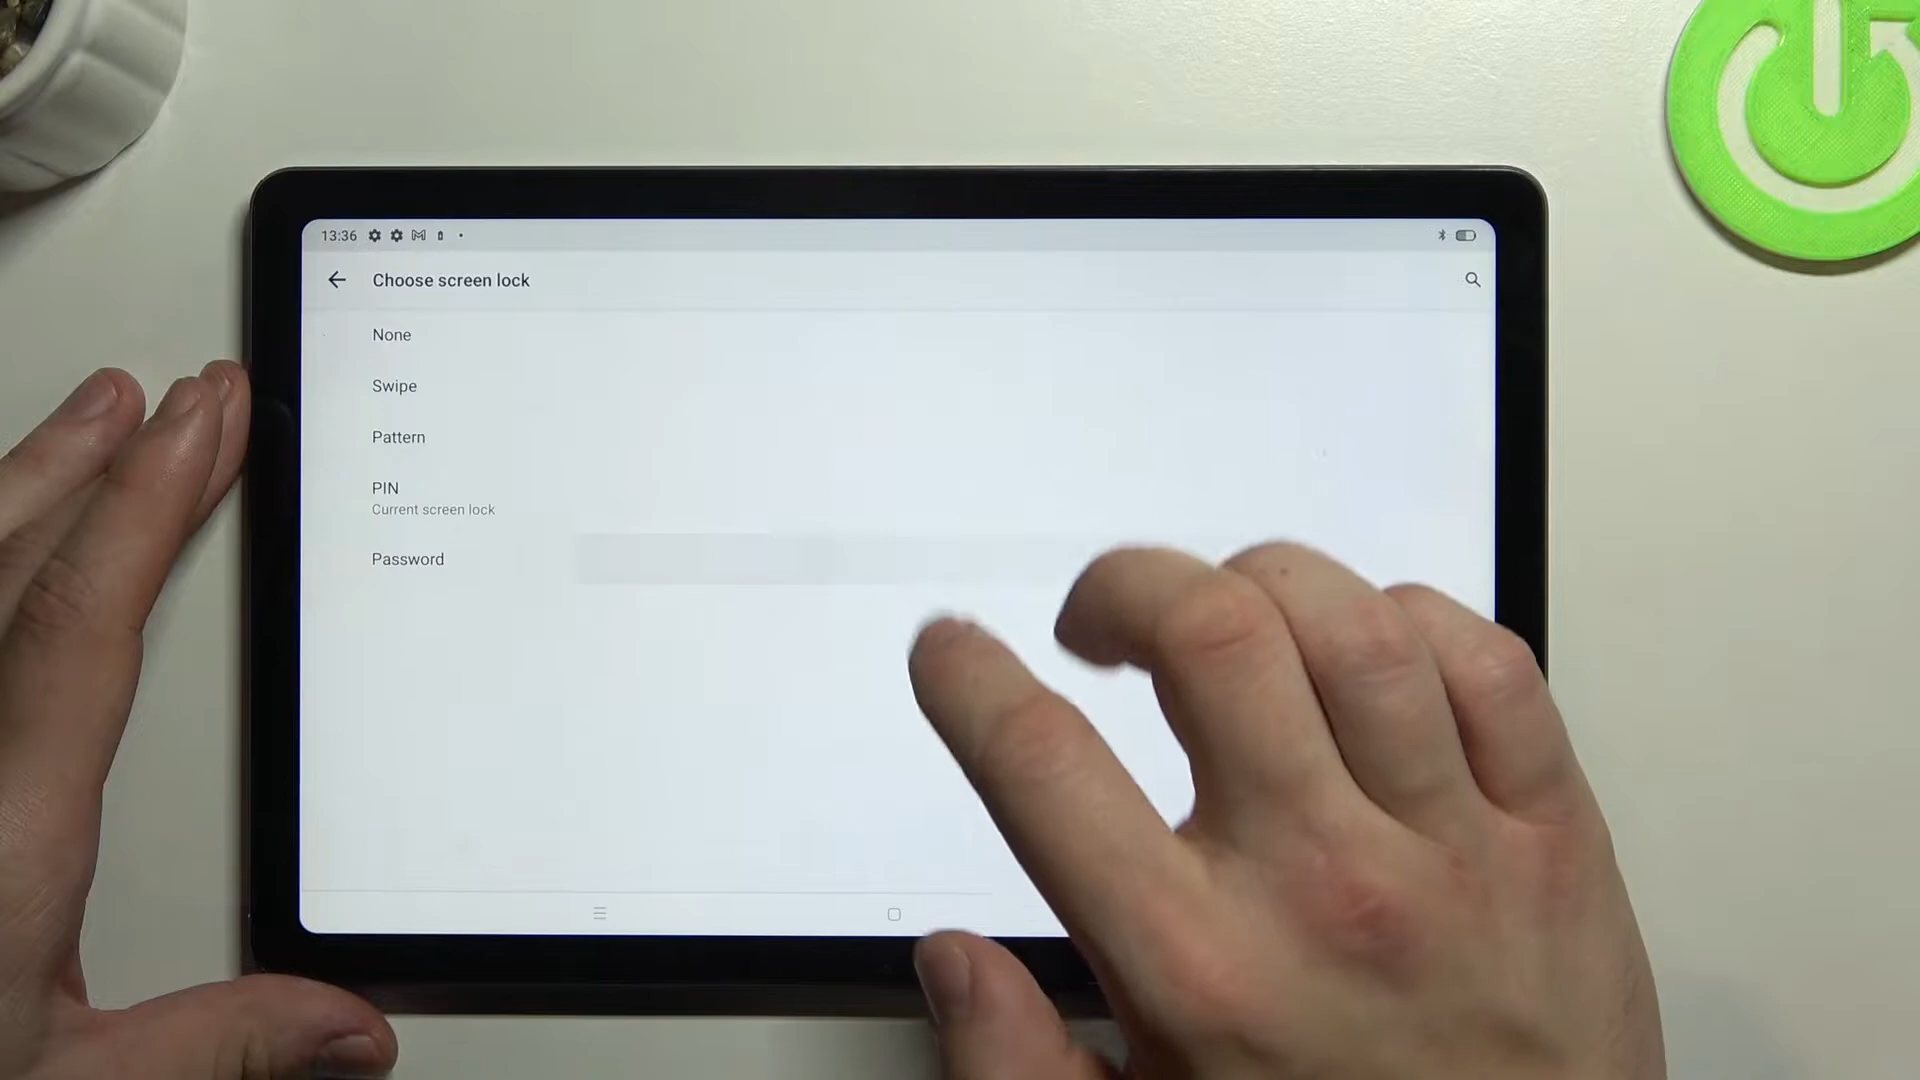 13:36
Choose screen lock
None
Swipe
Pattern
PIN
Current screen lock
Password